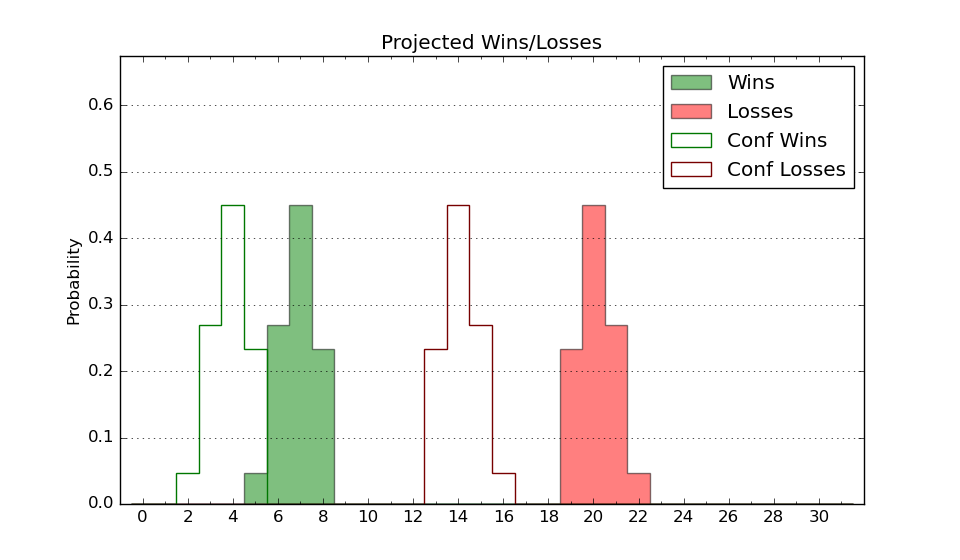 Projected Wins/Losses
Wins
Losses
Conf Wins
Conf Losses
Probability
0.6
0.5
0.4
0.3
0.2
0.1
0.0
0 2 4 6 8 10 12 14 16 18 20 22 24 26 28 30